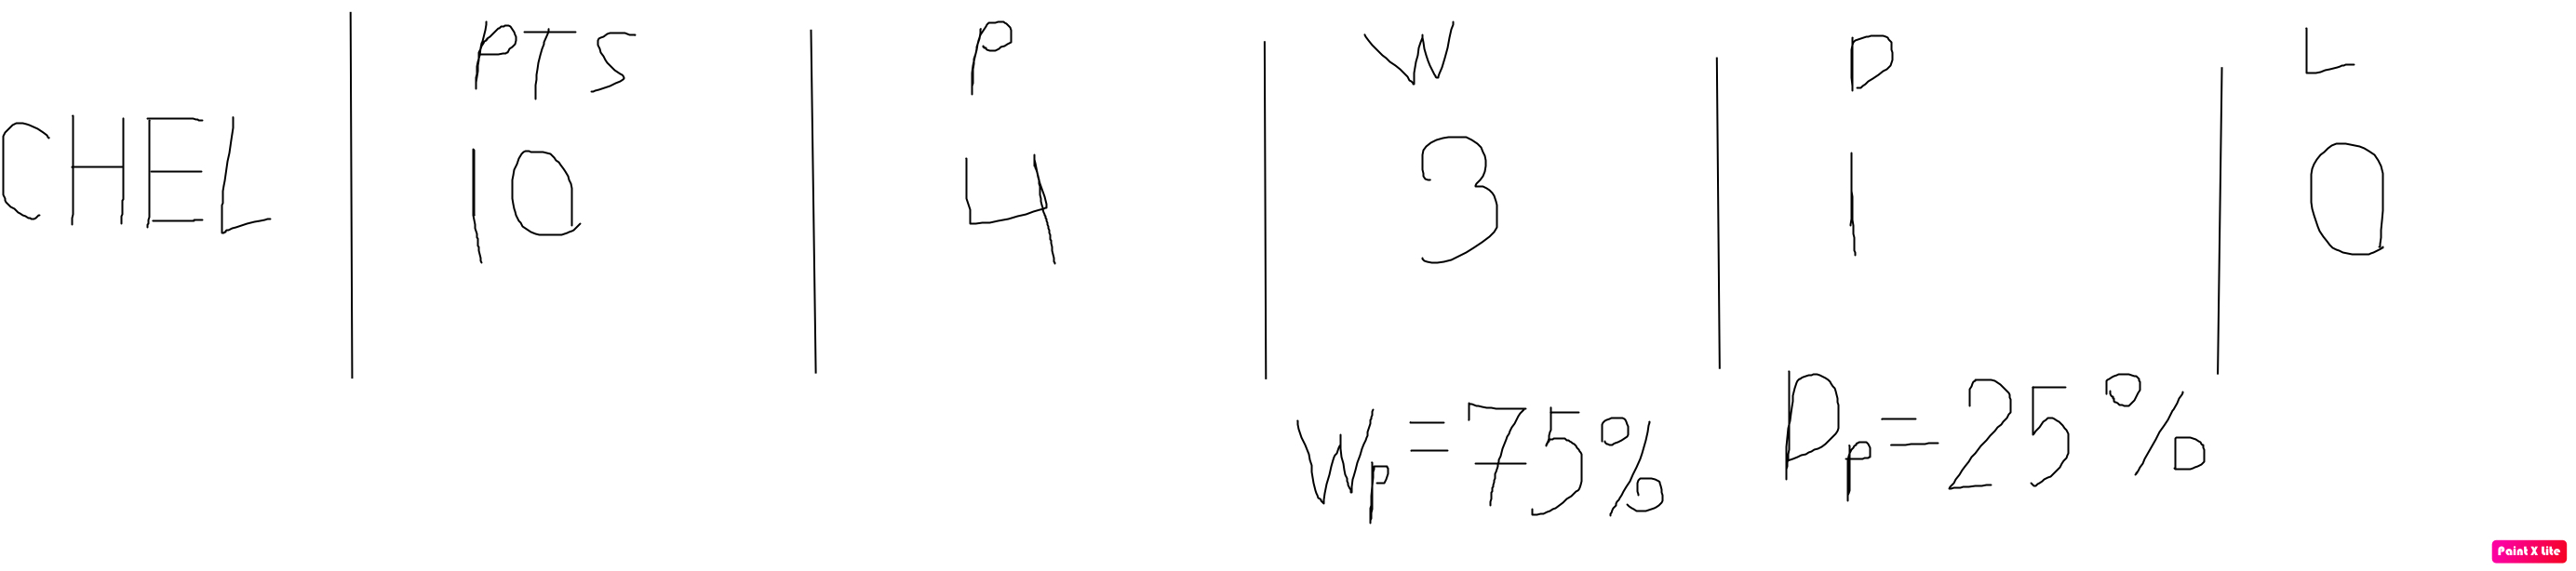 PTS P W D L
CHEL 10 4 3 1 0
Wp = 75% Dp = 25%
Paint X Lite